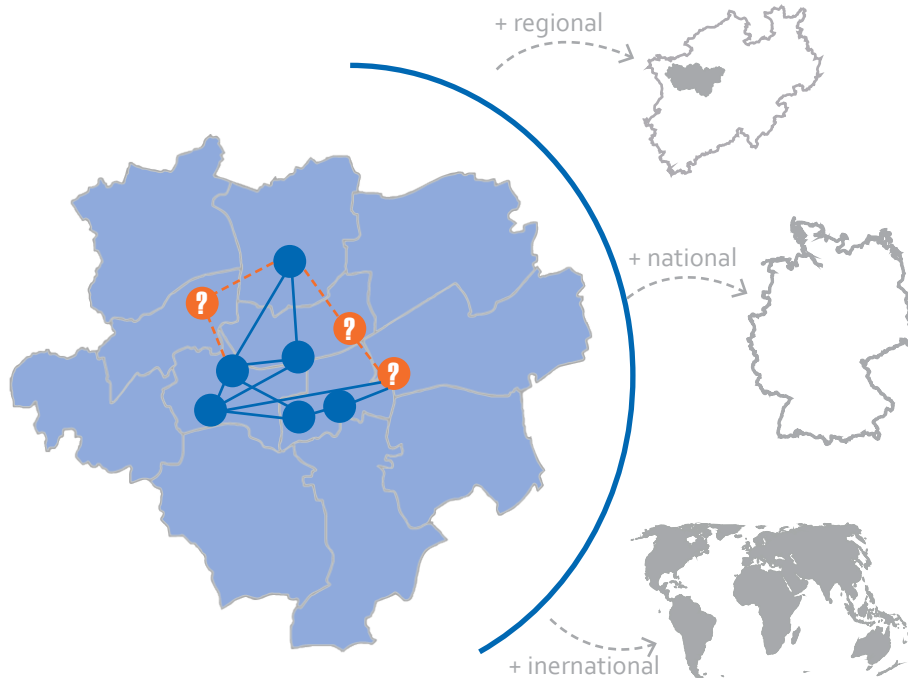 + regional
+ national
?
?
?
+ inernational